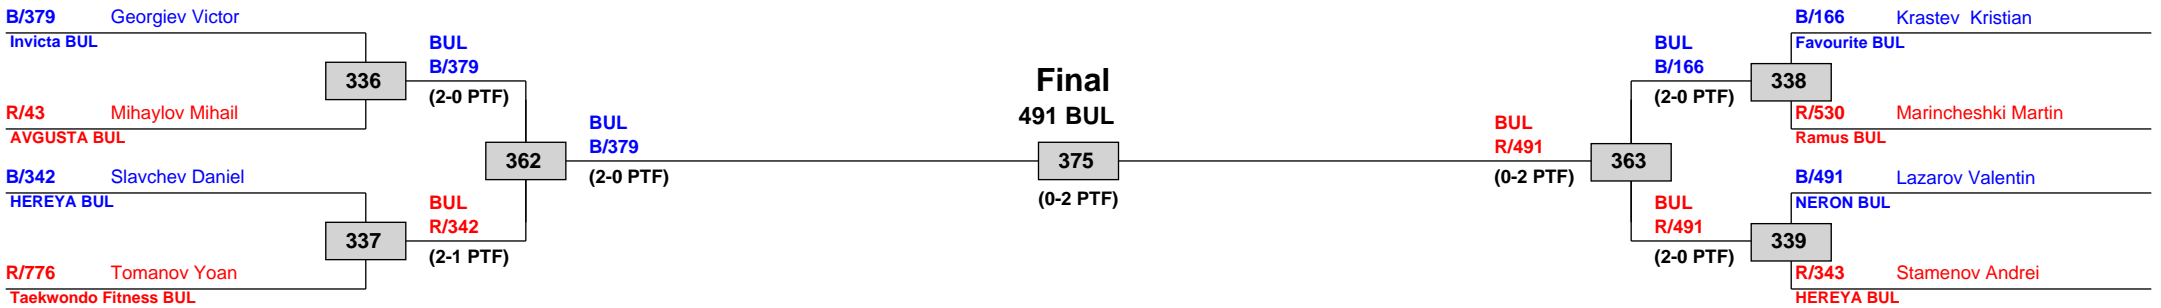 B/379 Georgiev Victor
Invicta BUL
336
R/43 Mihaylov Mihail
AVGUSTA BUL
B/342 Slavchev Daniel
HEREYA BUL
337
R/776 Tomanov Yoan
Taekwondo Fitness BUL
BUL
B/379
(2-0 PTF)
362
BUL
R/342
(2-1 PTF)
BUL
B/379
(2-0 PTF)
Final
491 BUL
375
(0-2 PTF)
BUL
R/491
(0-2 PTF)
363
BUL
B/166
(2-0 PTF)
BUL
R/491
(2-0 PTF)
B/166 Krastev Kristian
Favourite BUL
338
R/530 Marincheshki Martin
Ramus BUL
B/491 Lazarov Valentin
NERON BUL
339
R/343 Stamenov Andrei
HEREYA BUL